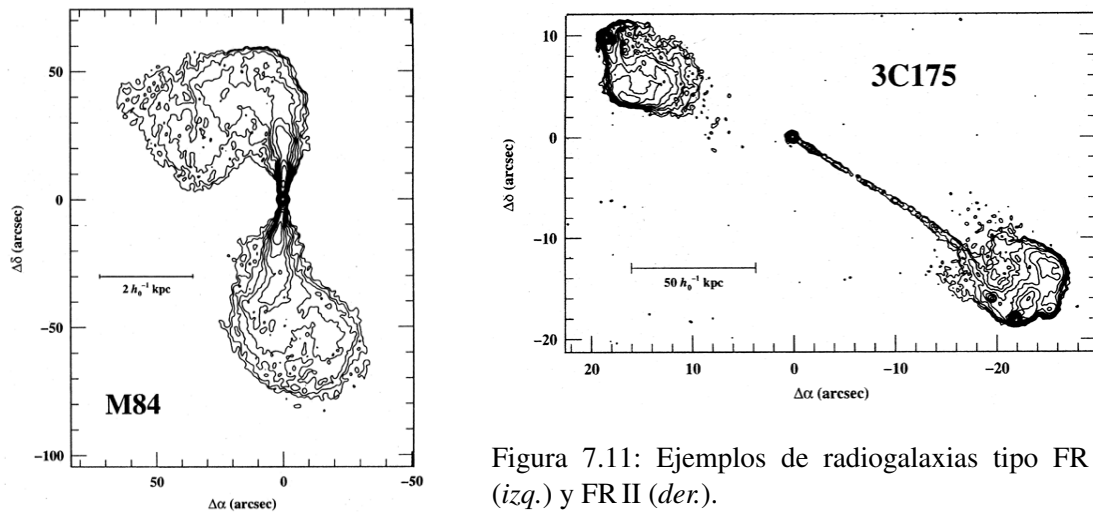 50
0
-50
-100
Δδ (arcsec)
2 h₀⁻¹ kpc
M84
50
0
-50
Δα (arcsec)
10
0
-10
-20
Δδ (arcsec)
3C175
50 h₀⁻¹ kpc
20
10
0
-10
-20
Δα (arcsec)
Figura 7.11: Ejemplos de radiogalaxias tipo FR
(izq.) y FR II (der.).